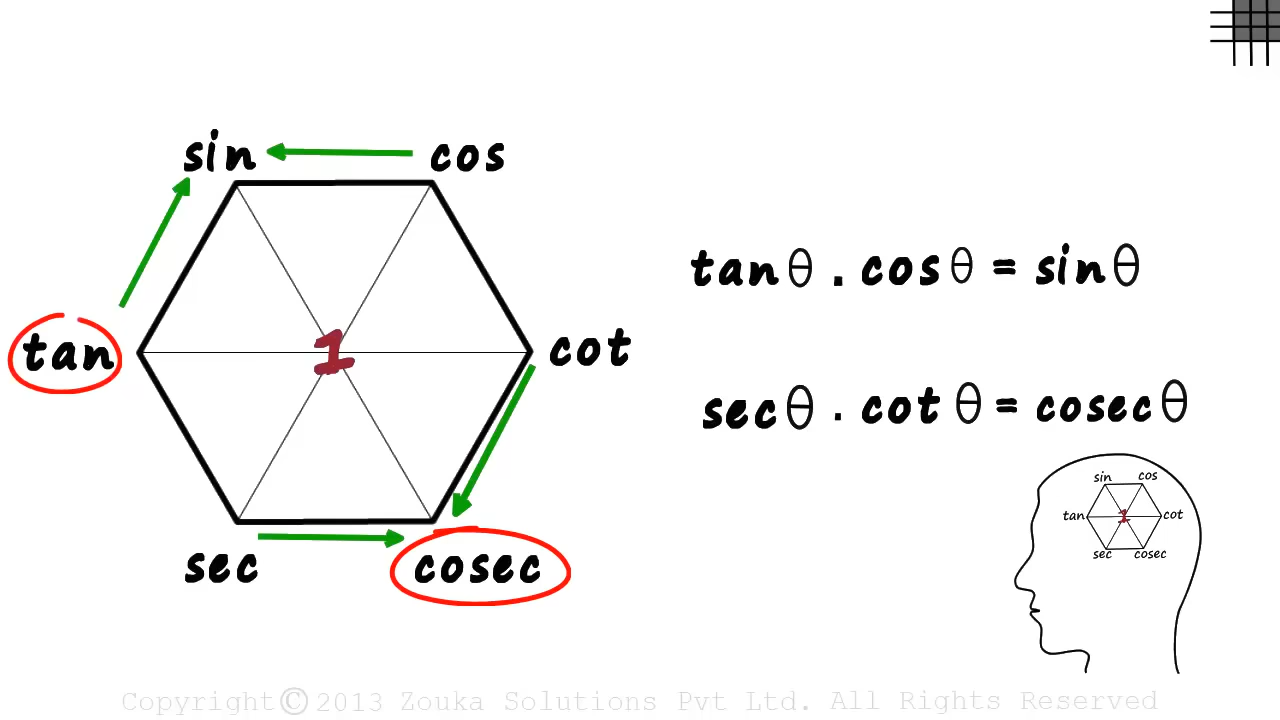 sin cos
tan 1 cot
sec cosec
tanθ . cosθ = sinθ
secθ . cotθ = cosecθ
sin cos
tan 1 cot
sec cosec
Copyright© 2013 Zouka Solutions Pvt Ltd. All Rights Reserved